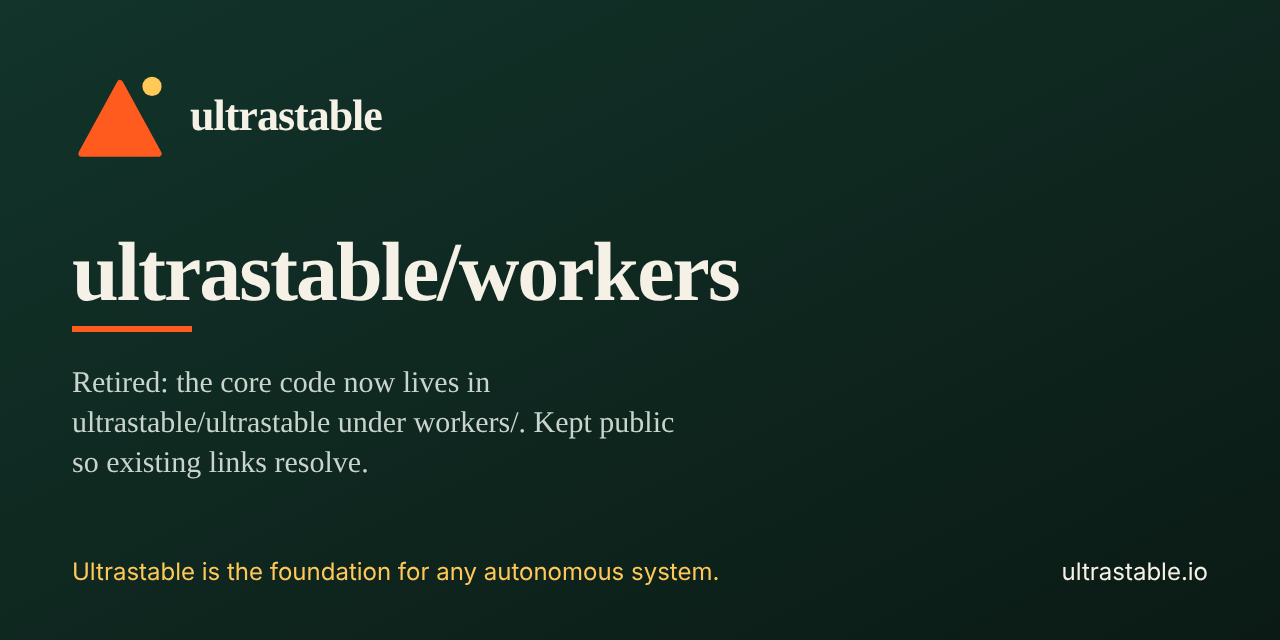 ultrastable
ultrastable/workers
Retired: the core code now lives in
ultrastable/ultrastable under workers/. Kept public
so existing links resolve.
Ultrastable is the foundation for any autonomous system.
ultrastable.io